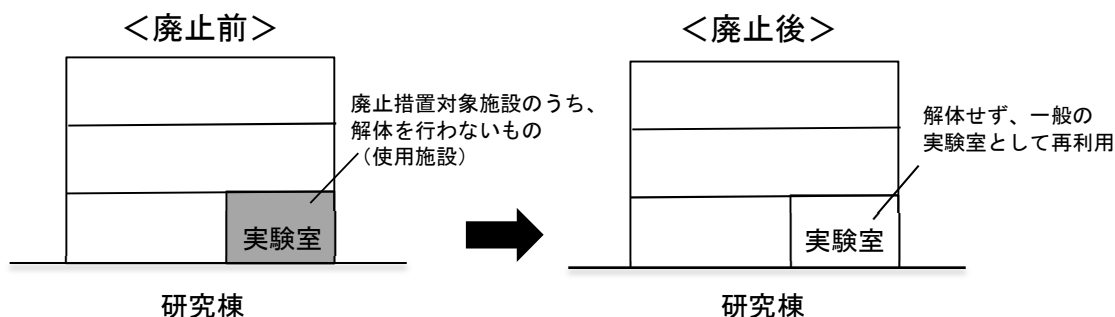 ＜廃止前＞
廃止措置対象施設のうち、
解体を行わないもの
（使用施設）
実験室
研究棟
＜廃止後＞
解体せず、一般の
実験室として再利用
実験室
研究棟